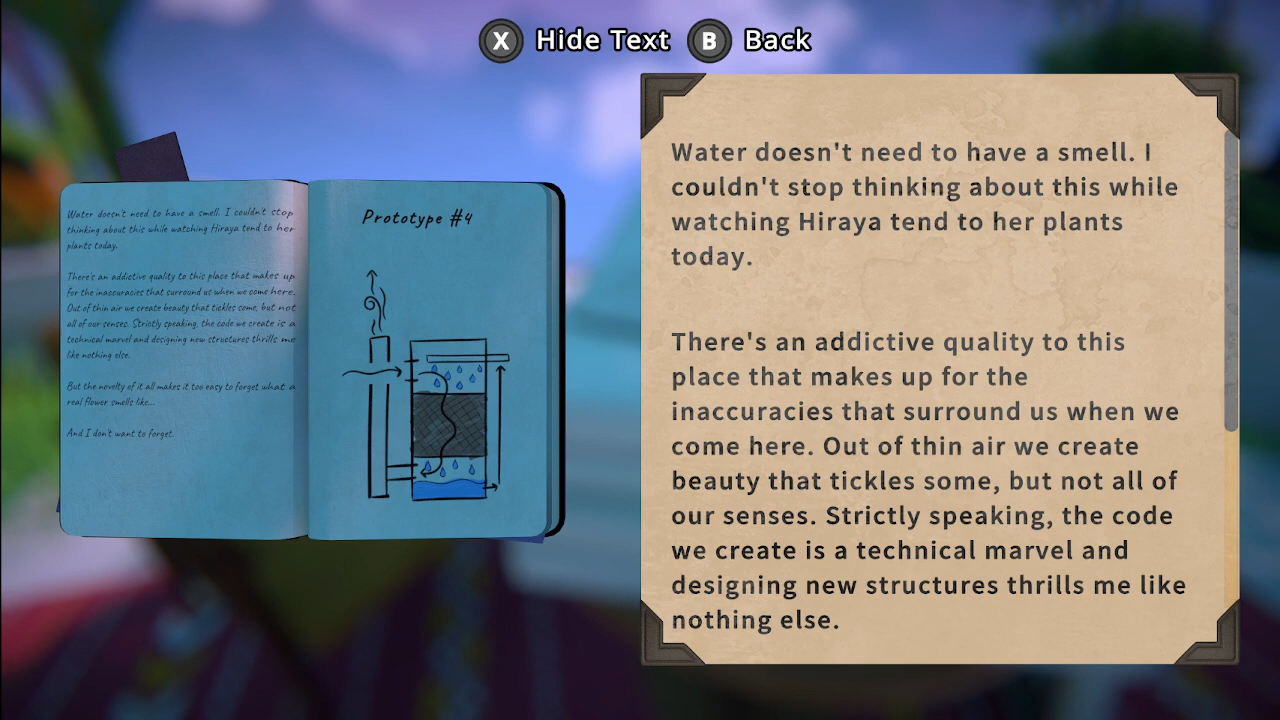 X Hide Text B Back
Water doesn't need to have a smell. I couldn't stop
thinking about this while watching Hiraya tend to her
plants today.
There's an addictive quality to this place that makes up
for the inaccuracies that surround us when we come here.
Out of thin air we create beauty that tickles some, but not
all of our senses. Strictly speaking, the code we create is a
technical marvel and designing new structures thrills me
like nothing else.
But the novelty of it all makes it too easy to forget what a
real flower smells like...
And I don't want to forget.
Prototype #4
Water doesn't need to have a smell. I
couldn't stop thinking about this while
watching Hiraya tend to her plants
today.
There's an addictive quality to this
place that makes up for the
inaccuracies that surround us when we
come here. Out of thin air we create
beauty that tickles some, but not all of
our senses. Strictly speaking, the code
we create is a technical marvel and
designing new structures thrills me like
nothing else.